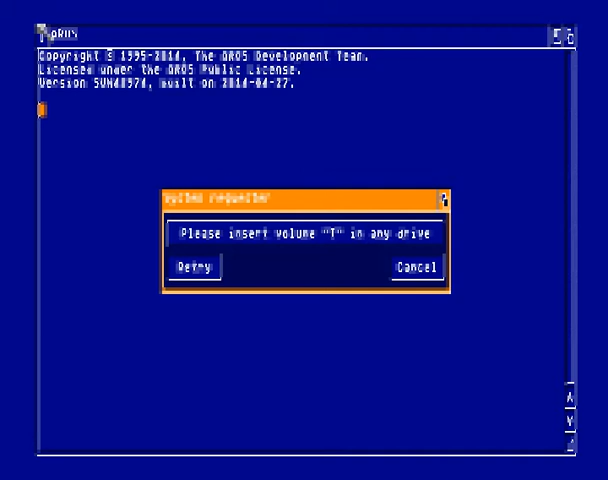 AROS
Copyright © 1995-2014, The AROS Development Team.
Licensed under the AROS Public License.
Version SVN48974, built on 2014-04-27.
System requester
Please insert volume "T" in any drive
Retry
Cancel